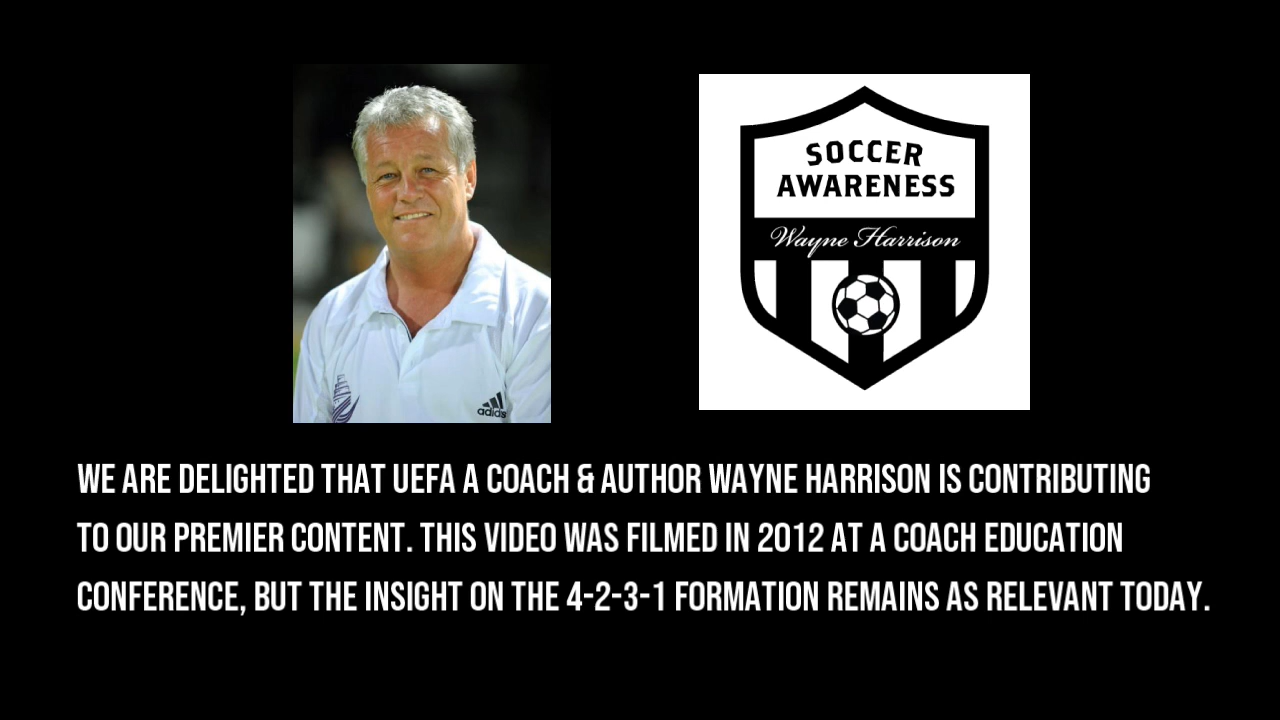 SOCCER
AWARENESS
Wayne Harrison
adidas
WE ARE DELIGHTED THAT UEFA A COACH & AUTHOR WAYNE HARRISON IS CONTRIBUTING
TO OUR PREMIER CONTENT. THIS VIDEO WAS FILMED IN 2012 AT A COACH EDUCATION
CONFERENCE, BUT THE INSIGHT ON THE 4-2-3-1 FORMATION REMAINS AS RELEVANT TODAY.